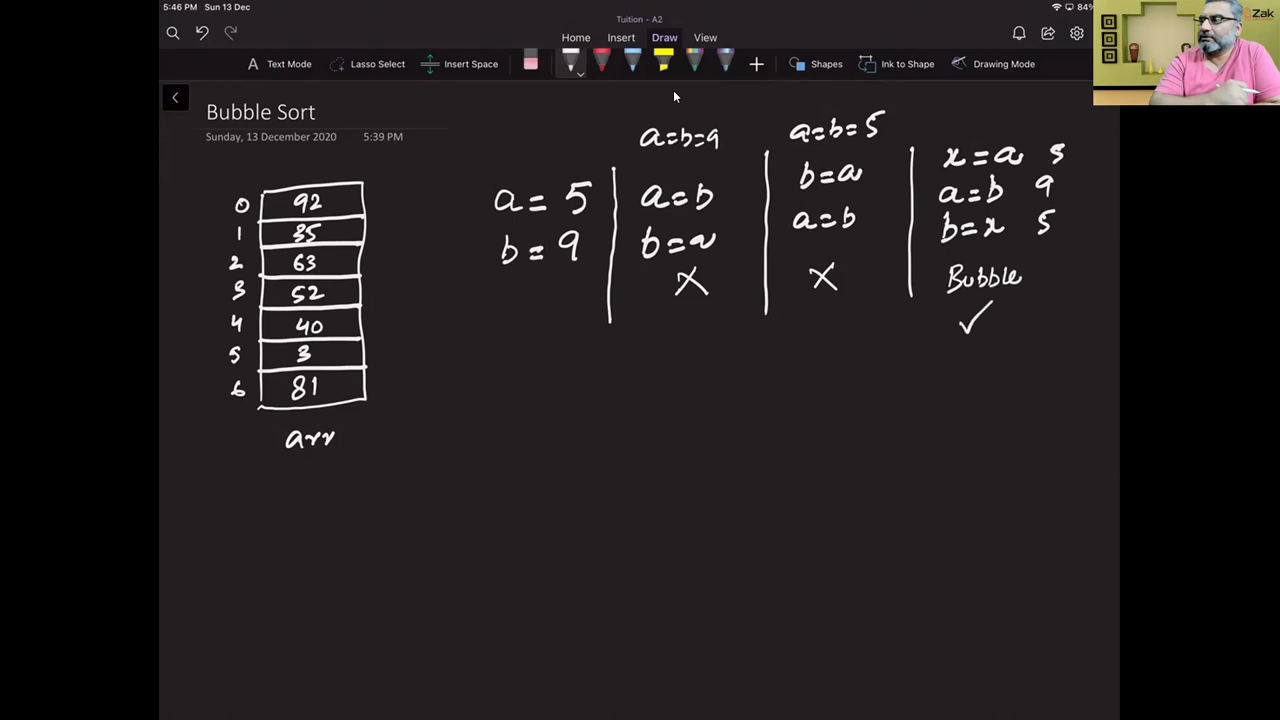 5:46 PM Sun 13 Dec
84%
Tuition - A2
Home Insert Draw View
Text Mode Lasso Select Insert Space Shapes Ink to Shape Drawing Mode
Zak
Bubble Sort
Sunday, 13 December 2020 5:39 PM
0 92
1 35
2 63
3 52
4 40
5 3
6 81
arr
a = 5
b = 9
a=b=9
a=b
b=a
X
a=b=5
b=a
a=b
X
x=a 5
a=b 9
b=x 5
Bubble
✓